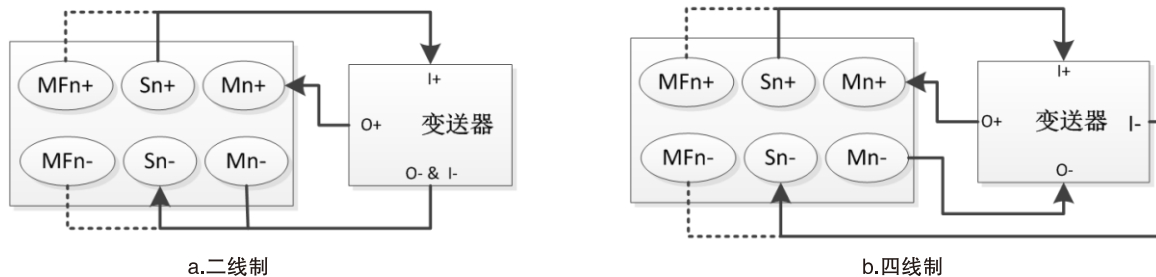 MFn+ Sn+ Mn+
I+
O+ 变送器
MFn- Sn- Mn-
O- & I-
a.二线制
MFn+ Sn+ Mn+
I+
O+ 变送器 I-
MFn- Sn- Mn-
O-
b.四线制